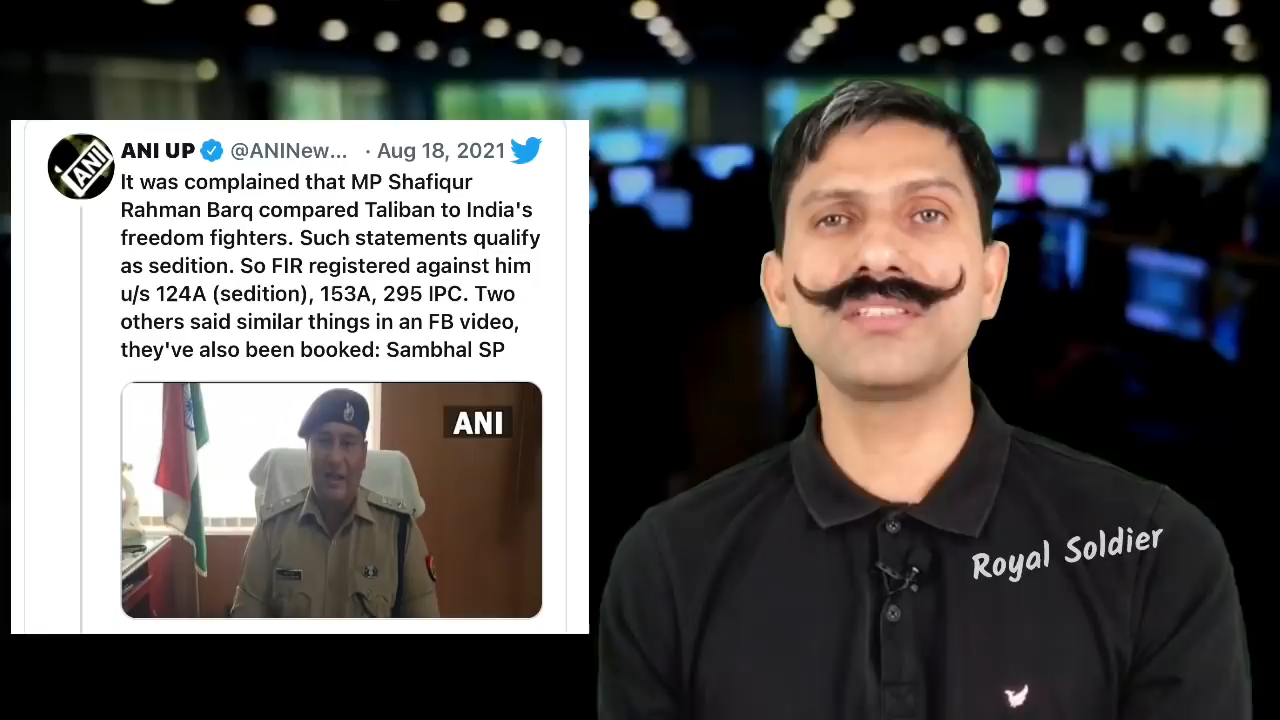 ANI UP @ANINew... · Aug 18, 2021
It was complained that MP Shafiqur
Rahman Barq compared Taliban to India's
freedom fighters. Such statements qualify
as sedition. So FIR registered against him
u/s 124A (sedition), 153A, 295 IPC. Two
others said similar things in an FB video,
they've also been booked: Sambhal SP
ANI
ANI
Royal Soldier